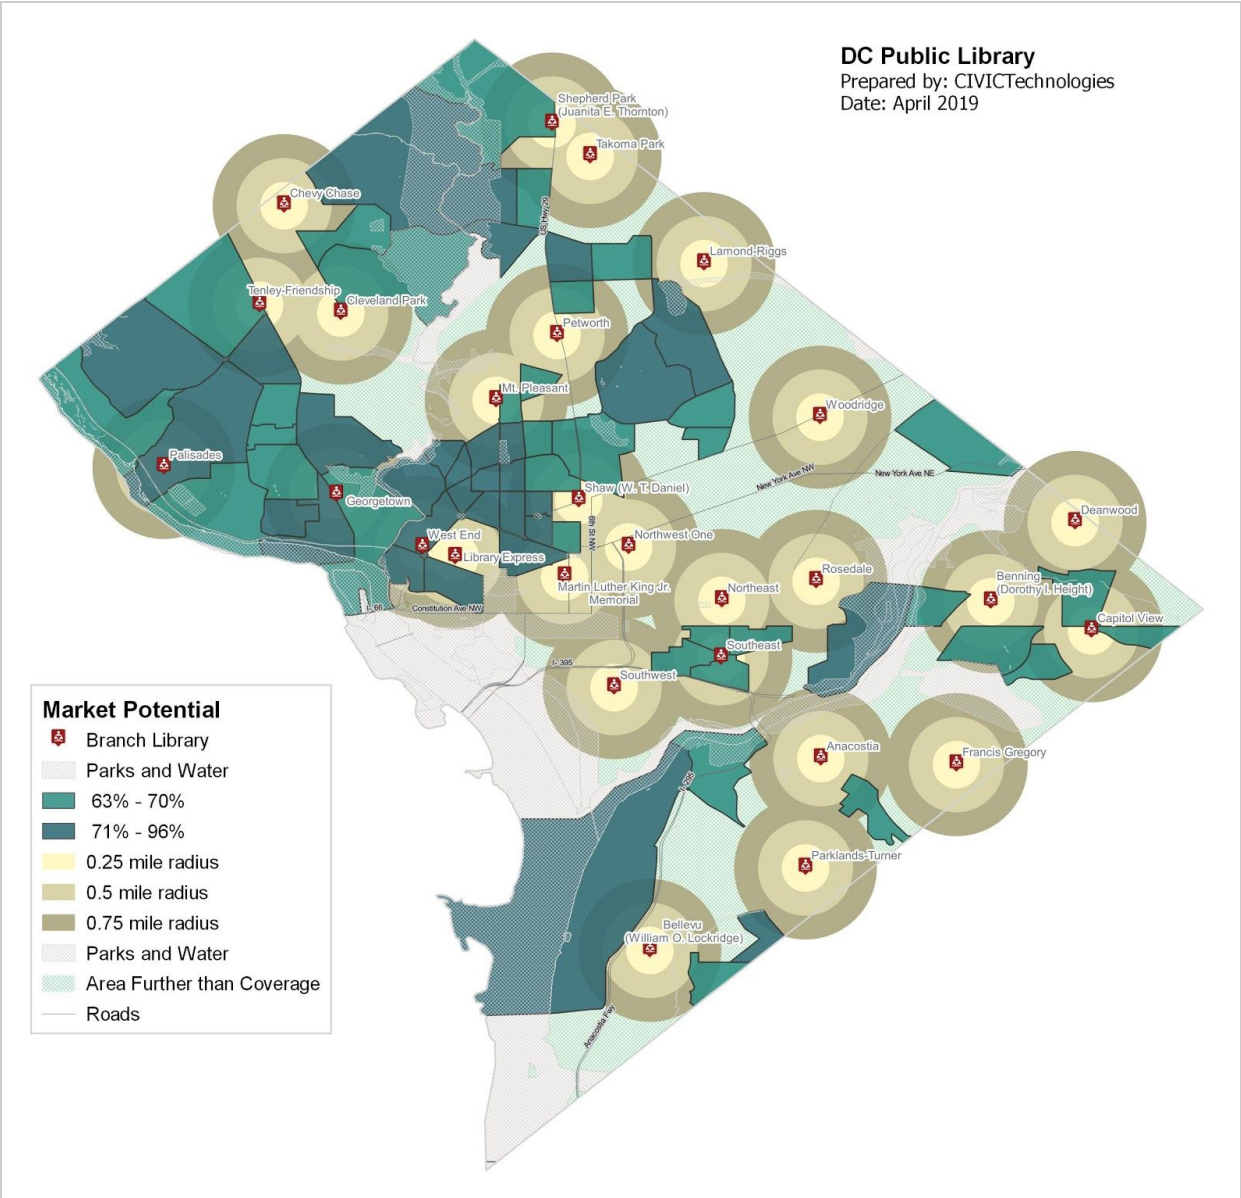 DC Public Library
Prepared by: CIVICTechnologies
Date: April 2019
Shepherd Park
(Juanita E. Thornton)
Takoma Park
Chevy Chase
US Hwy 29
Lamond-Riggs
Tenley-Friendship
Cleveland Park
Petworth
Mt. Pleasant
Woodridge
Palisades
New York Ave NW
New York Ave NE
Georgetown
Shaw (W. T. Daniel)
Deanwood
6th St NW
West End
Northwest One
Library Express
Rosedale
Benning
(Dorothy I. Height)
Martin Luther King Jr.
Memorial
Northeast
I- 66
Constitution Ave NW
Capitol View
Southeast
I- 395
Southwest
Anacostia
Francis Gregory
I-295
Parklands-Turner
Bellevu
(William O. Lockridge)
Anacostia Fwy
Market Potential
Branch Library
Parks and Water
63% - 70%
71% - 96%
0.25 mile radius
0.5 mile radius
0.75 mile radius
Parks and Water
Area Further than Coverage
Roads